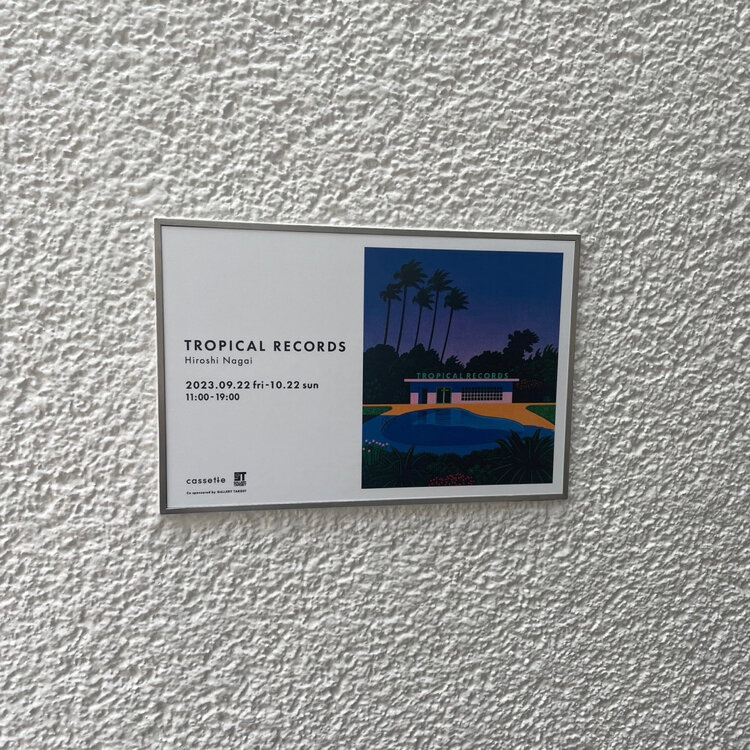 TROPICAL RECORDS
Hiroshi Nagai
2023.09.22 fri-10.22 sun
11:00-19:00
cassette
Co sponsored by GALLERY TARGET
TROPICAL RECORDS